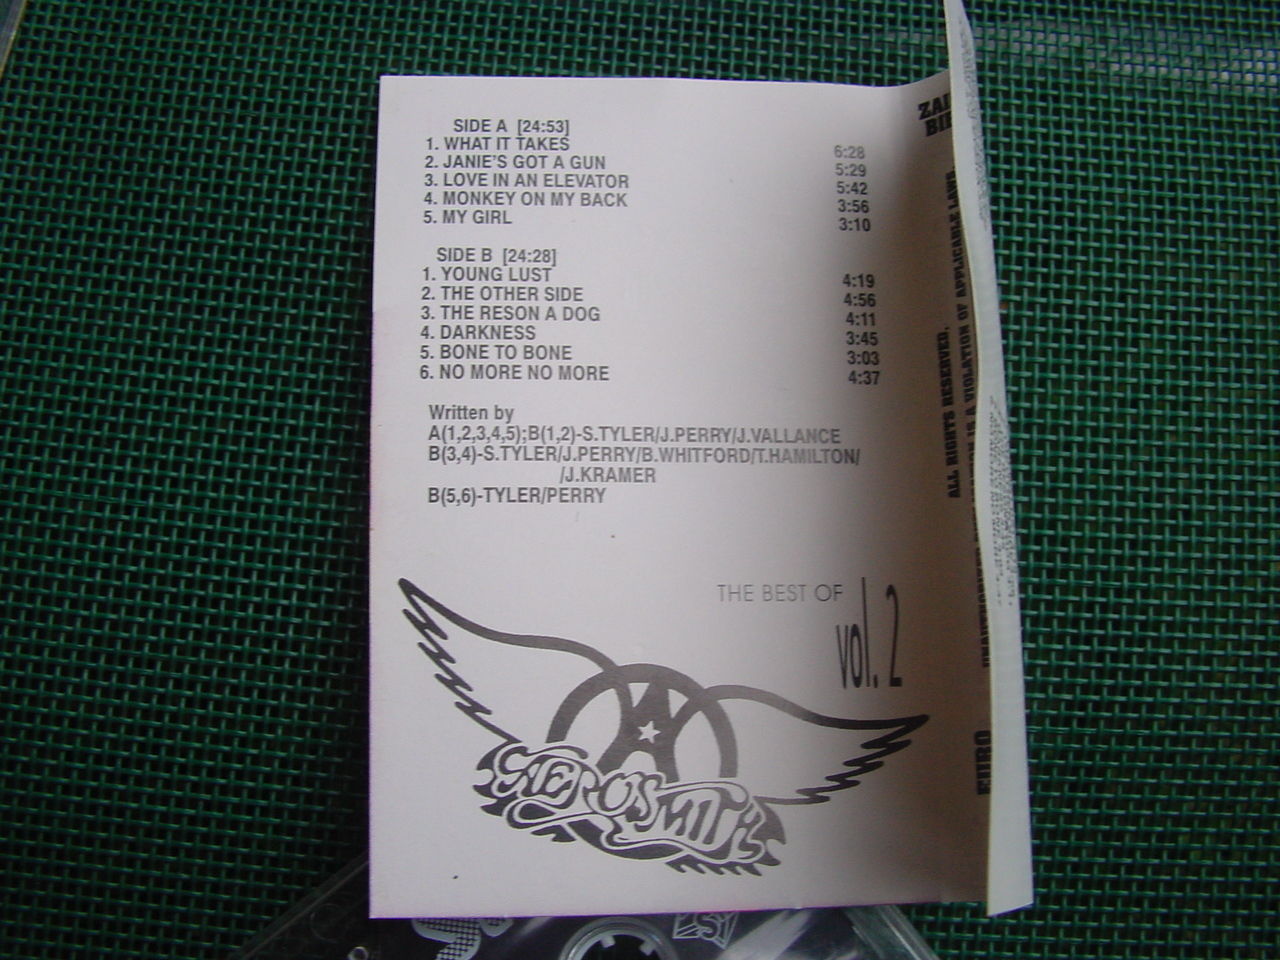 SIDE A [24:53]
1. WHAT IT TAKES 6:28
2. JANIE'S GOT A GUN 5:29
3. LOVE IN AN ELEVATOR 5:42
4. MONKEY ON MY BACK 3:56
5. MY GIRL 3:10
SIDE B [24:28]
1. YOUNG LUST 4:19
2. THE OTHER SIDE 4:56
3. THE RESON A DOG 4:11
4. DARKNESS 3:45
5. BONE TO BONE 3:03
6. NO MORE NO MORE 4:37
Written by
A(1,2,3,4,5);B(1,2)-S.TYLER/J.PERRY/J.VALLANCE
B(3,4)-S.TYLER/J.PERRY/B.WHITFORD/T.HAMILTON/
/J.KRAMER
B(5,6)-TYLER/PERRY
THE BEST OF
vol. 2
A
AEROSMITH
ALL RIGHTS RESERVED.
IS A VIOLATION OF APPLICABLE LAWS
EURO